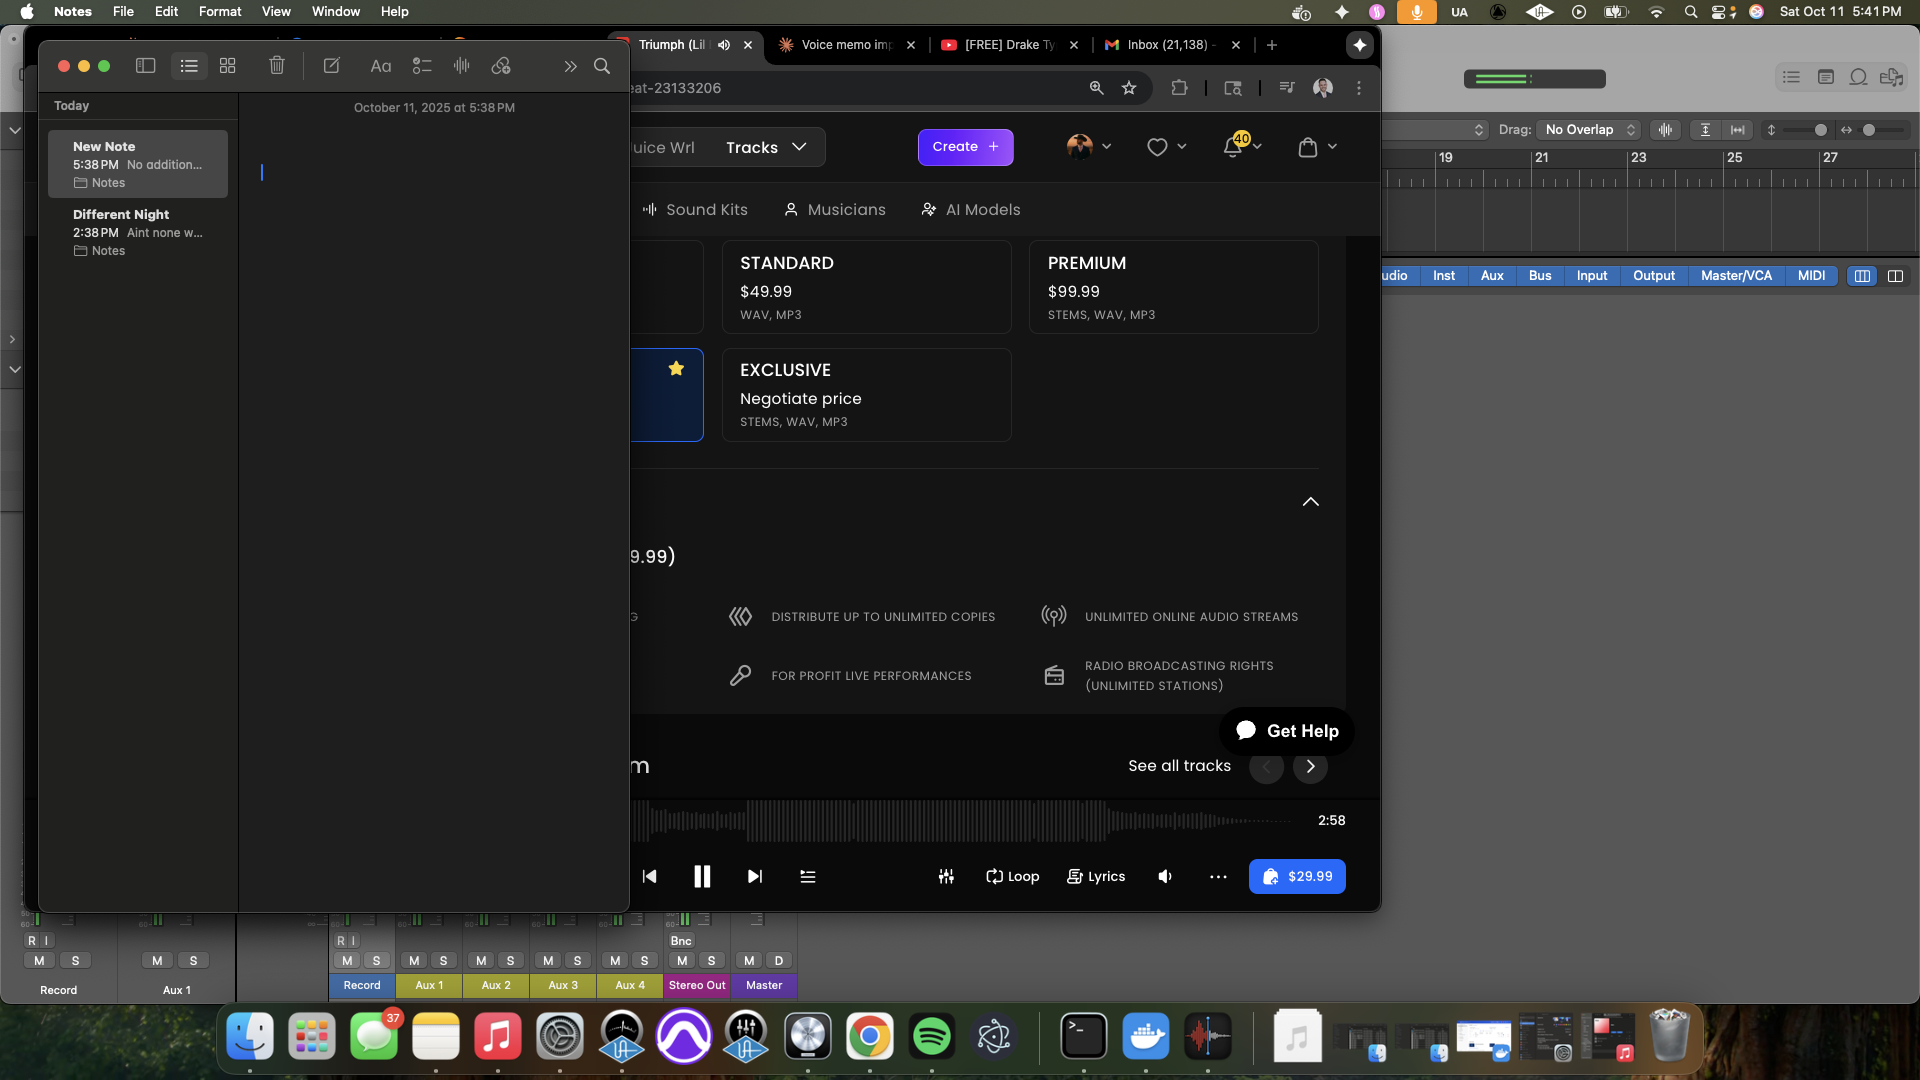 Notes File Edit Format View Window Help
UA Sat Oct 11 5:41 PM
Triumph (Lil
Voice memo imp
[FREE] Drake Ty
Inbox (21,138) -
eat-23133206
Aa
Today
October 11, 2025 at 5:38 PM
New Note
5:38 PM No addition...
Notes
Different Night
2:38 PM Aint none w...
Notes
Juice Wrl Tracks
Create +
40
Sound Kits
Musicians
AI Models
STANDARD
$49.99
WAV, MP3
PREMIUM
$99.99
STEMS, WAV, MP3
EXCLUSIVE
Negotiate price
STEMS, WAV, MP3
9.99)
G
DISTRIBUTE UP TO UNLIMITED COPIES
UNLIMITED ONLINE AUDIO STREAMS
FOR PROFIT LIVE PERFORMANCES
RADIO BROADCASTING RIGHTS
(UNLIMITED STATIONS)
Get Help
m
See all tracks
2:58
Loop
Lyrics
$29.99
Drag: No Overlap
19 21 23 25 27
udio Inst Aux Bus Input Output Master/VCA MIDI
R I
R I
Bnc
M S M S M S M S M S M S M S M S M D
Record Aux 1 Record Aux 1 Aux 2 Aux 3 Aux 4 Stereo Out Master
37